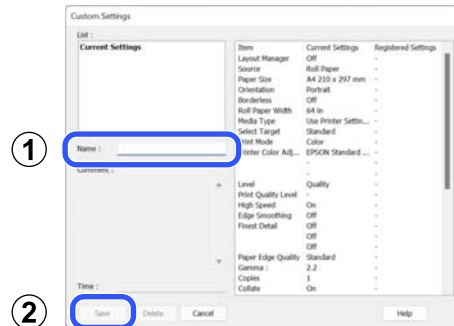 Custom Settings
List :
Current Settings
Item Current Settings Registered Settings
Layout Manager Off -
Source Roll Paper -
Paper Size A4 210 x 297 mm -
Orientation Portrait -
Borderless Off -
Roll Paper Width 64 in -
Media Type Use Printer Settin... -
Select Target Standard -
Print Mode Color -
Printer Color Adj... EPSON Standard ... -
- -
- -
Level Quality -
Print Quality Level - -
High Speed On -
Edge Smoothing Off -
Finest Detail Off -
Off -
Off -
Paper Edge Quality Standard -
Gamma : 2.2 -
Copies 1 -
Collate On -
1
Name :
Comment :
Time :
2
Save Delete Cancel Help